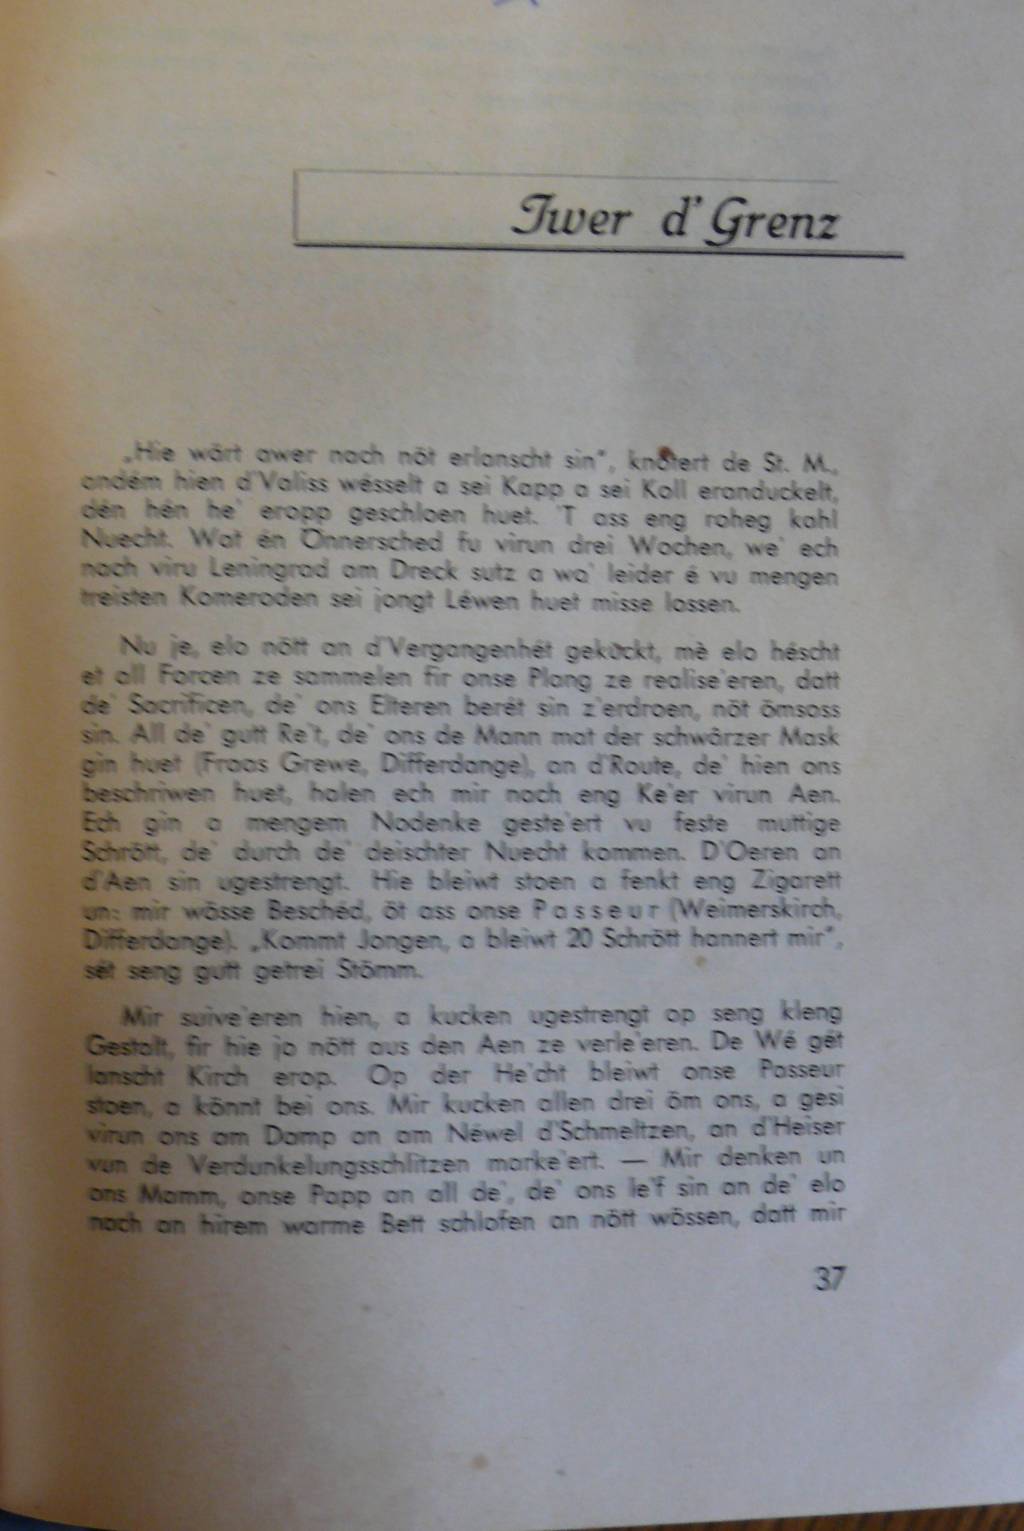 Iwer d'Grenz
„Hie wärt awer nach nöt erlanscht sin", knótert de St. M.,
andém hien d'Valiss wésselt a sei Kapp a sei Koll eranduckelt,
dén hén he' eropp geschloen huet. 'T ass eng roheg kahl
Nuecht. Wat én Önnersched fu virun drei Wochen, we' ech
nach viru Leningrad am Dreck sutz a wo' leider é vu mengen
treisten Komeroden sei jongt Léwen huet misse lossen.
Nu je, elo nött an d'Vergangenhét geköckt, mè elo héscht
et all Forcen ze sammelen fir onse Plang ze realise'eren, datt
de' Sacrificen, de' ons Elteren berét sin z'erdroen, nöt ömsoss
sin. All de' gutt Re't, de' ons de Mann mat der schwärzer Mask
gin huet (Fraas Grewe, Differdange), an d'Route, de' hien ons
beschriwen huet, halen ech mir nach eng Ke'er virun Aen.
Ech gin a mengem Nodenke geste'ert vu feste muttige
Schrött, de' durch de' deischter Nuecht kommen. D'Oeren an
d'Aen sin ugestrengt. Hie bleiwt stoen a fenkt eng Zigarett
un: mir wösse Beschéd, öt ass onse Passeur (Weimerskirch,
Differdange). „Kommt Jongen, a bleiwt 20 Schrött hannert mir",
sét seng gutt getrei Stömm.
Mir suive'eren hien, a kucken ugestrengt op seng kleng
Gestalt, fir hie jo nött aus den Aen ze verle'eren. De Wé gét
lanscht Kirch erop. Op der He'cht bleiwt onse Passeur
stoen, a könnt bei ons. Mir kucken allen drei öm ons, a gesi
virun ons am Damp an am Néwel d'Schmeltzen, an d'Heiser
vun de Verdunkelungsschlitzen marke'ert. — Mir denken un
ons Mamm, onse Papp an all de', de' ons le'f sin an de' elo
nach an hirem warme Bett schlofen an nött wössen, datt mir
37